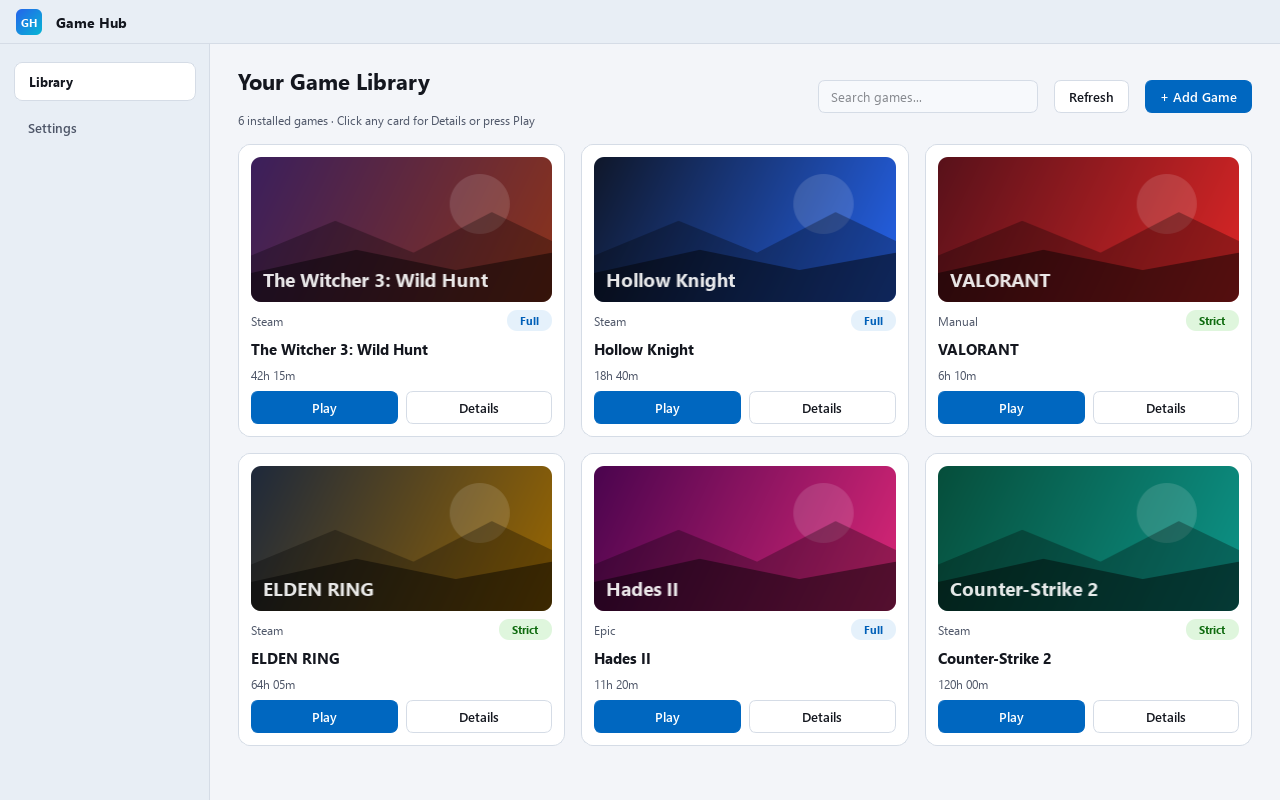 GH Game Hub
Library
Settings
Your Game Library
6 installed games · Click any card for Details or press Play
Search games...
Refresh
+ Add Game
The Witcher 3: Wild Hunt
Steam Full
The Witcher 3: Wild Hunt
42h 15m
Play Details
Hollow Knight
Steam Full
Hollow Knight
18h 40m
Play Details
VALORANT
Manual Strict
VALORANT
6h 10m
Play Details
ELDEN RING
Steam Strict
ELDEN RING
64h 05m
Play Details
Hades II
Epic Full
Hades II
11h 20m
Play Details
Counter-Strike 2
Steam Strict
Counter-Strike 2
120h 00m
Play Details